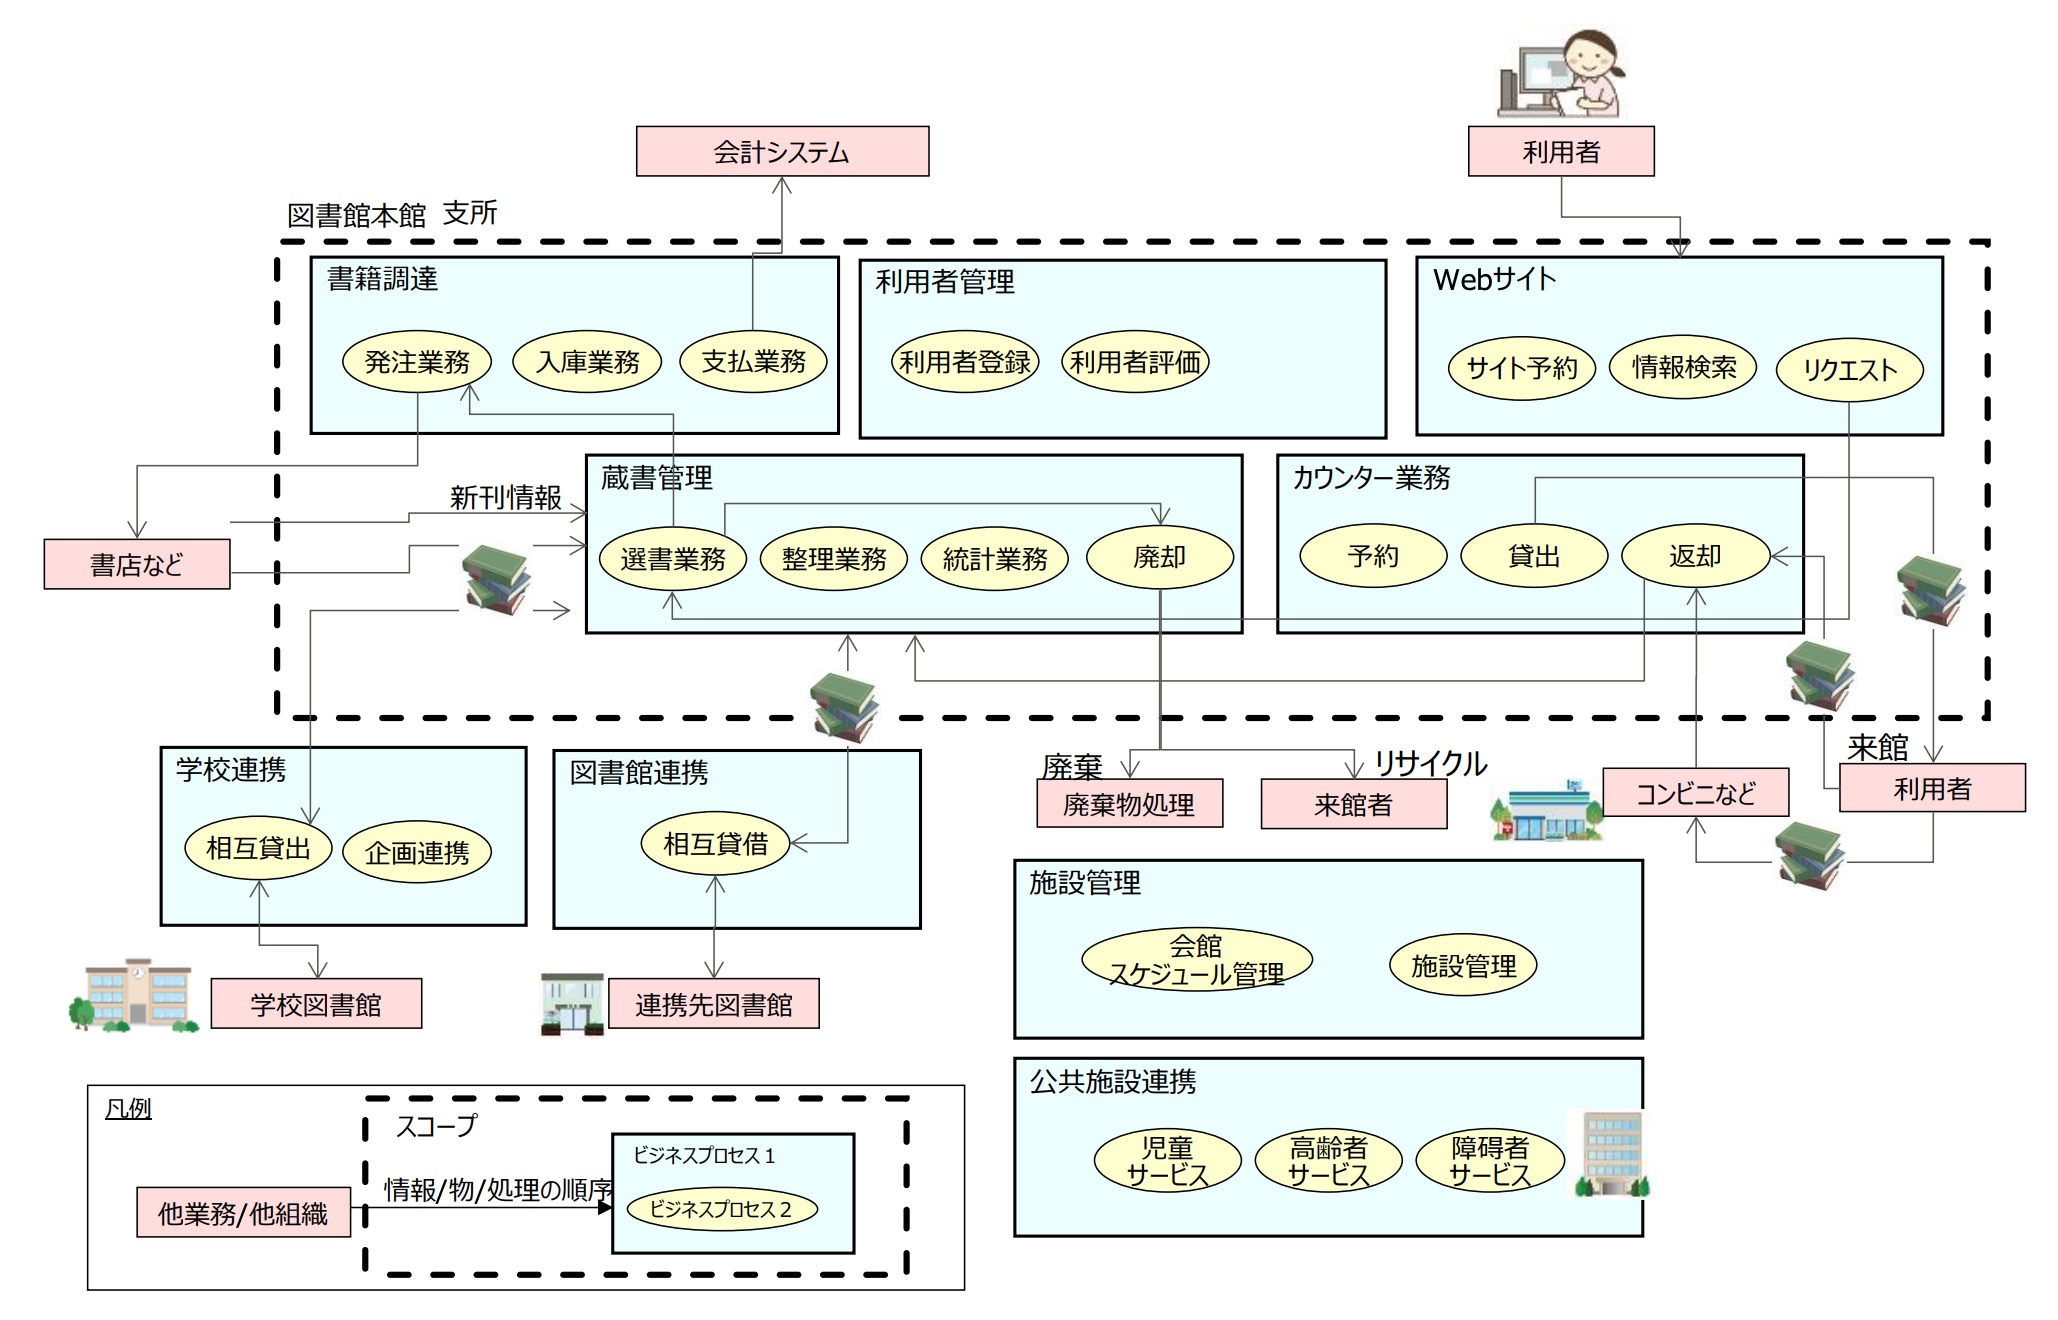 会計システム
利用者
図書館本館 支所
書籍調達
発注業務
入庫業務
支払業務
利用者管理
利用者登録
利用者評価
Webサイト
サイト予約
情報検索
リクエスト
新刊情報
書店など
蔵書管理
選書業務
整理業務
統計業務
廃却
カウンター業務
予約
貸出
返却
学校連携
相互貸出
企画連携
図書館連携
相互貸借
廃棄
廃棄物処理
リサイクル
来館者
コンビニなど
来館
利用者
学校図書館
連携先図書館
施設管理
会館
スケジュール管理
施設管理
公共施設連携
児童
サービス
高齢者
サービス
障碍者
サービス
凡例
スコープ
他業務/他組織
情報/物/処理の順序
ビジネスプロセス１
ビジネスプロセス２